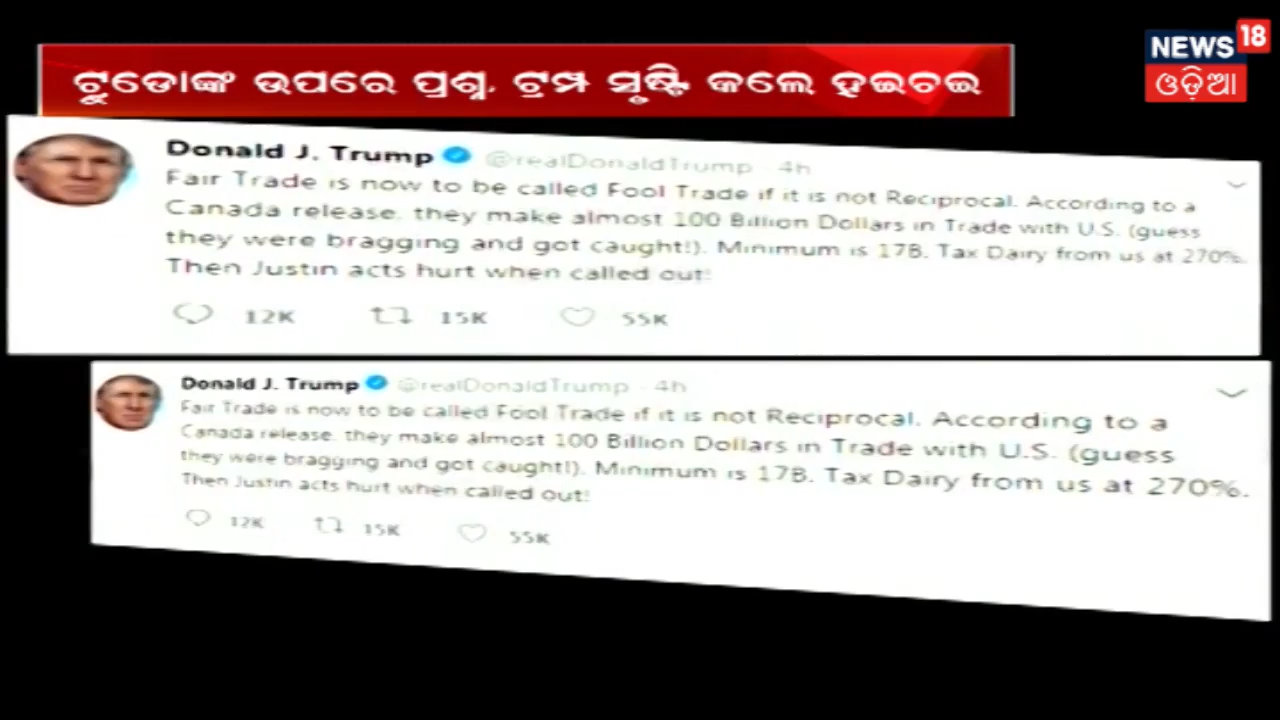 ଟ୍ରୁଡୋଙ୍କ ଉପରେ ପ୍ରଶ୍ନ, ଟ୍ରମ୍ପ ସୃଷ୍ଟି କଲେ ହଇଚଇ
NEWS 18
ଓଡ଼ିଆ
Donald J. Trump @realDonaldTrump · 4h
Fair Trade is now to be called Fool Trade if it is not Reciprocal. According to a
Canada release, they make almost 100 Billion Dollars in Trade with U.S. (guess
they were bragging and got caught!). Minimum is 17B. Tax Dairy from us at 270%.
Then Justin acts hurt when called out!
12K 15K 55K
Donald J. Trump @realDonaldTrump · 4h
Fair Trade is now to be called Fool Trade if it is not Reciprocal. According to a
Canada release, they make almost 100 Billion Dollars in Trade with U.S. (guess
they were bragging and got caught!). Minimum is 17B. Tax Dairy from us at 270%.
Then Justin acts hurt when called out!
12K 15K 55K